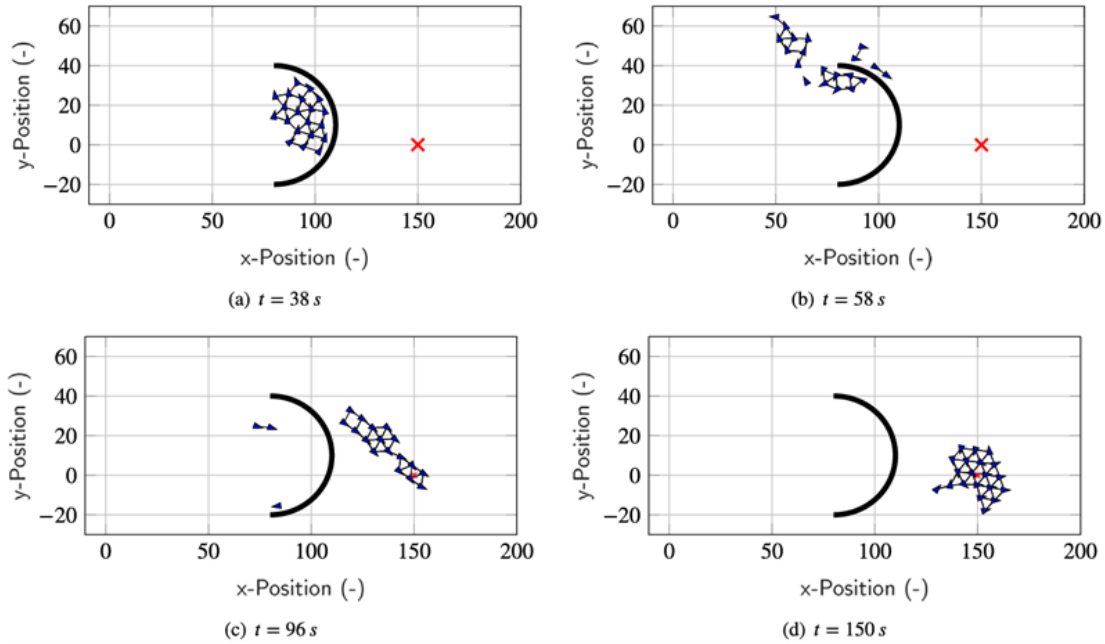 60
40
20
0
−20
y-Position (-)
0 50 100 150 200
x-Position (-)
(a) t = 38 s
60
40
20
0
−20
y-Position (-)
0 50 100 150 200
x-Position (-)
(b) t = 58 s
60
40
20
0
−20
y-Position (-)
0 50 100 150 200
x-Position (-)
(c) t = 96 s
60
40
20
0
−20
y-Position (-)
0 50 100 150 200
x-Position (-)
(d) t = 150 s